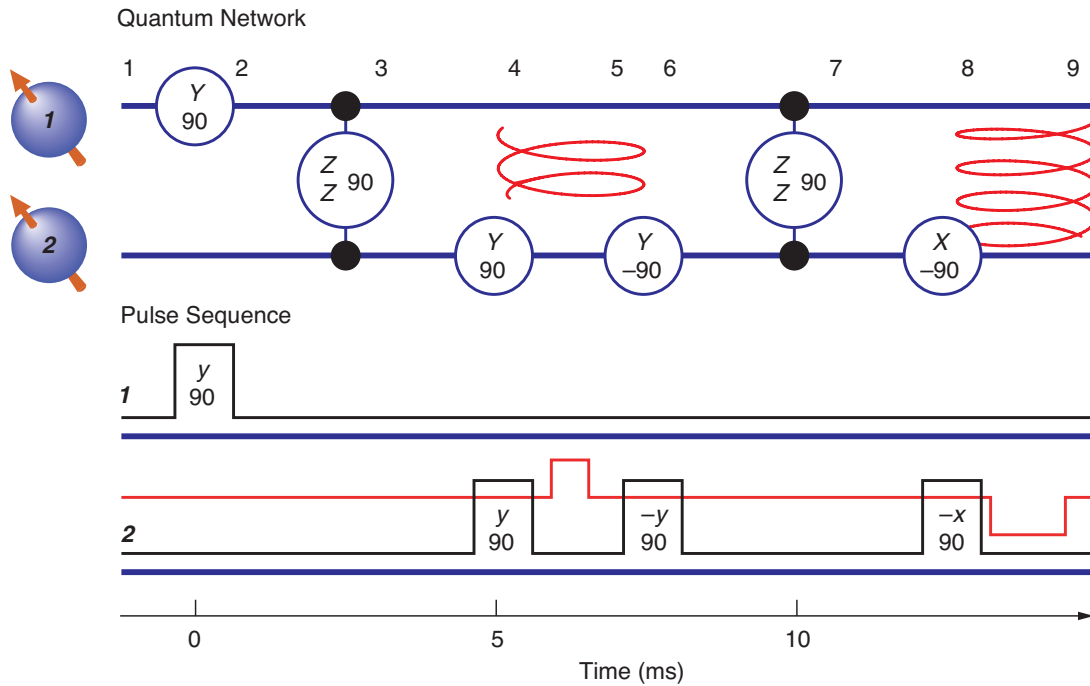 Quantum Network
1 2 3 4 5 6 7 8 9
1
Y
90
Z
Z 90
Z
Z 90
2
Y
90
Y
–90
X
–90
Pulse Sequence
1
y
90
2
y
90
–y
90
–x
90
0 5 10
Time (ms)